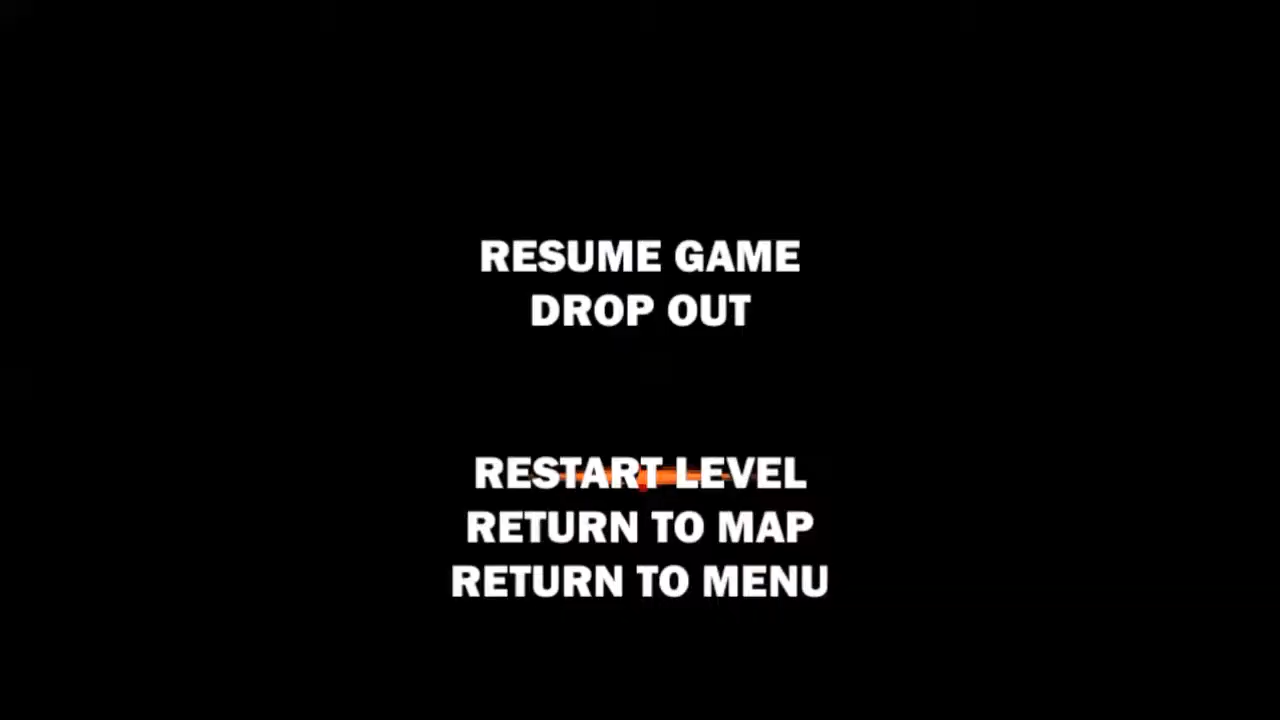 RESUME GAME
DROP OUT
RESTART LEVEL
RETURN TO MAP
RETURN TO MENU